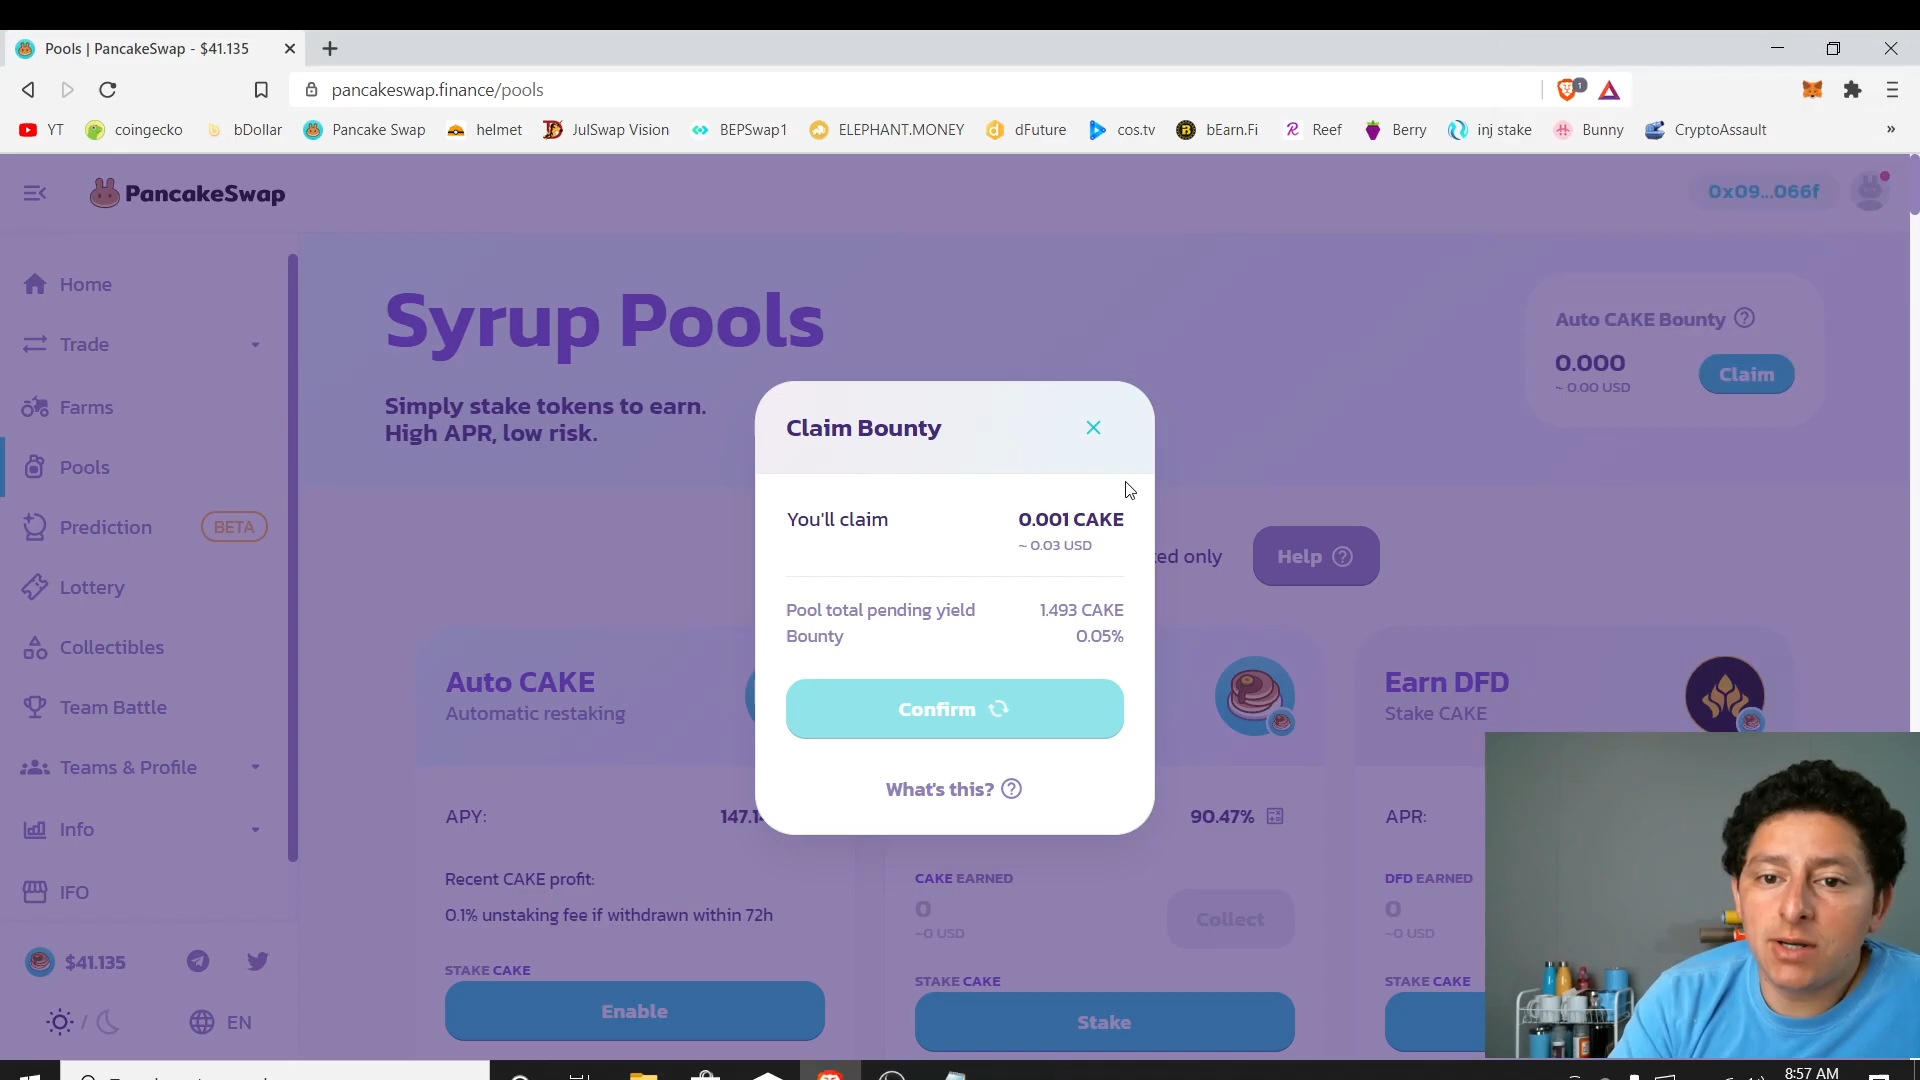 Pools | PancakeSwap - $41.135
pancakeswap.finance/pools
1
YT
coingecko
bDollar
Pancake Swap
helmet
JulSwap Vision
BEPSwap1
ELEPHANT.MONEY
dFuture
cos.tv
bEarn.Fi
Reef
Berry
inj stake
Bunny
CryptoAssault
»
PancakeSwap
0x09...066f
Home
Trade
Farms
Pools
Prediction BETA
Lottery
Collectibles
Team Battle
Teams & Profile
Info
IFO
$41.135
/
EN
Syrup Pools
Simply stake tokens to earn.
High APR, low risk.
Auto CAKE Bounty
0.000
~ 0.00 USD
Claim
Help
Claim Bounty
You'll claim 0.001 CAKE
~ 0.03 USD
Pool total pending yield 1.493 CAKE
Bounty 0.05%
Confirm
What's this?
only
Auto CAKE
Automatic restaking
APY:
Recent CAKE profit:
0.1% unstaking fee if withdrawn within 72h
STAKE CAKE
Enable
90.47%
CAKE EARNED
0
~0 USD
Collect
STAKE CAKE
Stake
Earn DFD
Stake CAKE
APR:
DFD EARNED
0
~0 USD
STAKE CAKE
8:57 AM